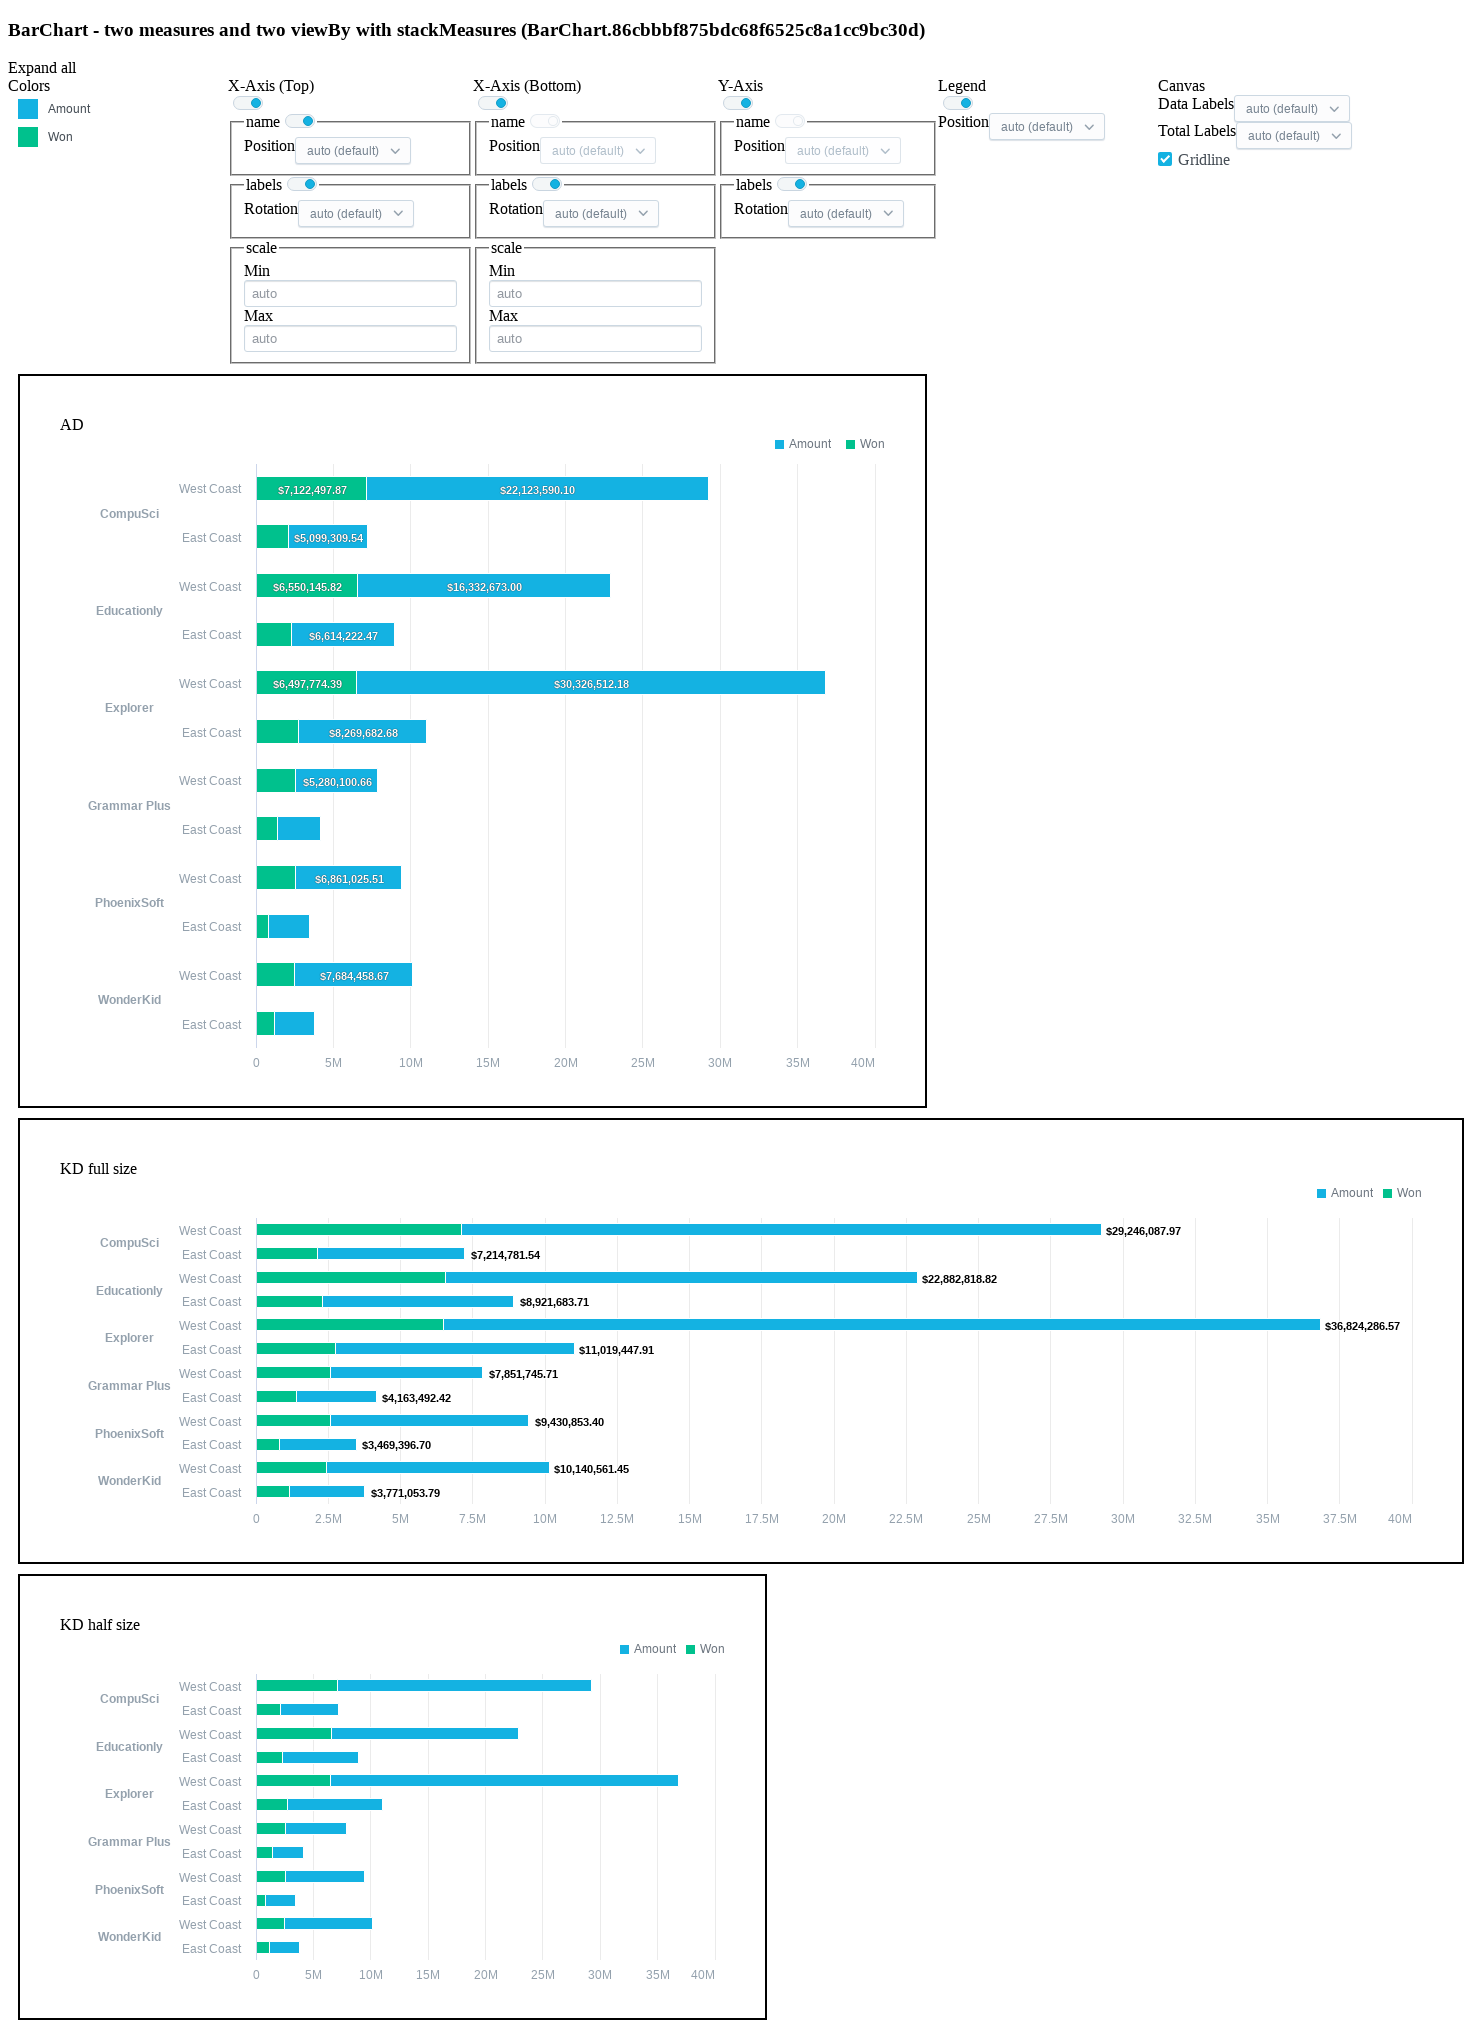 BarChart - two measures and two viewBy with stackMeasures (BarChart.86cbbbf875bdc68f6525c8a1cc9bc30d)
Expand all
Colors
Amount
Won
X-Axis (Top)
name
Position auto (default)
labels
Rotation auto (default)
scale
Min
auto
Max
auto
X-Axis (Bottom)
name
Position auto (default)
labels
Rotation auto (default)
scale
Min
auto
Max
auto
Y-Axis
name
Position auto (default)
labels
Rotation auto (default)
Legend
Position auto (default)
Canvas
Data Labels auto (default)
Total Labels auto (default)
Gridline
AD
Amount Won
West Coast $7,122,497.87 $22,123,590.10
CompuSci
East Coast $5,099,309.54
West Coast $6,550,145.82 $16,332,673.00
Educationly
East Coast $6,614,222.47
West Coast $6,497,774.39 $30,326,512.18
Explorer
East Coast $8,269,682.68
West Coast $5,280,100.66
Grammar Plus
East Coast
West Coast $6,861,025.51
PhoenixSoft
East Coast
West Coast $7,684,458.67
WonderKid
East Coast
0 5M 10M 15M 20M 25M 30M 35M 40M
KD full size
Amount Won
West Coast $29,246,087.97
CompuSci
East Coast $7,214,781.54
West Coast $22,882,818.82
Educationly
East Coast $8,921,683.71
West Coast $36,824,286.57
Explorer
East Coast $11,019,447.91
West Coast $7,851,745.71
Grammar Plus
East Coast $4,163,492.42
West Coast $9,430,853.40
PhoenixSoft
East Coast $3,469,396.70
West Coast $10,140,561.45
WonderKid
East Coast $3,771,053.79
0 2.5M 5M 7.5M 10M 12.5M 15M 17.5M 20M 22.5M 25M 27.5M 30M 32.5M 35M 37.5M 40M
KD half size
Amount Won
West Coast
CompuSci
East Coast
West Coast
Educationly
East Coast
West Coast
Explorer
East Coast
West Coast
Grammar Plus
East Coast
West Coast
PhoenixSoft
East Coast
West Coast
WonderKid
East Coast
0 5M 10M 15M 20M 25M 30M 35M 40M